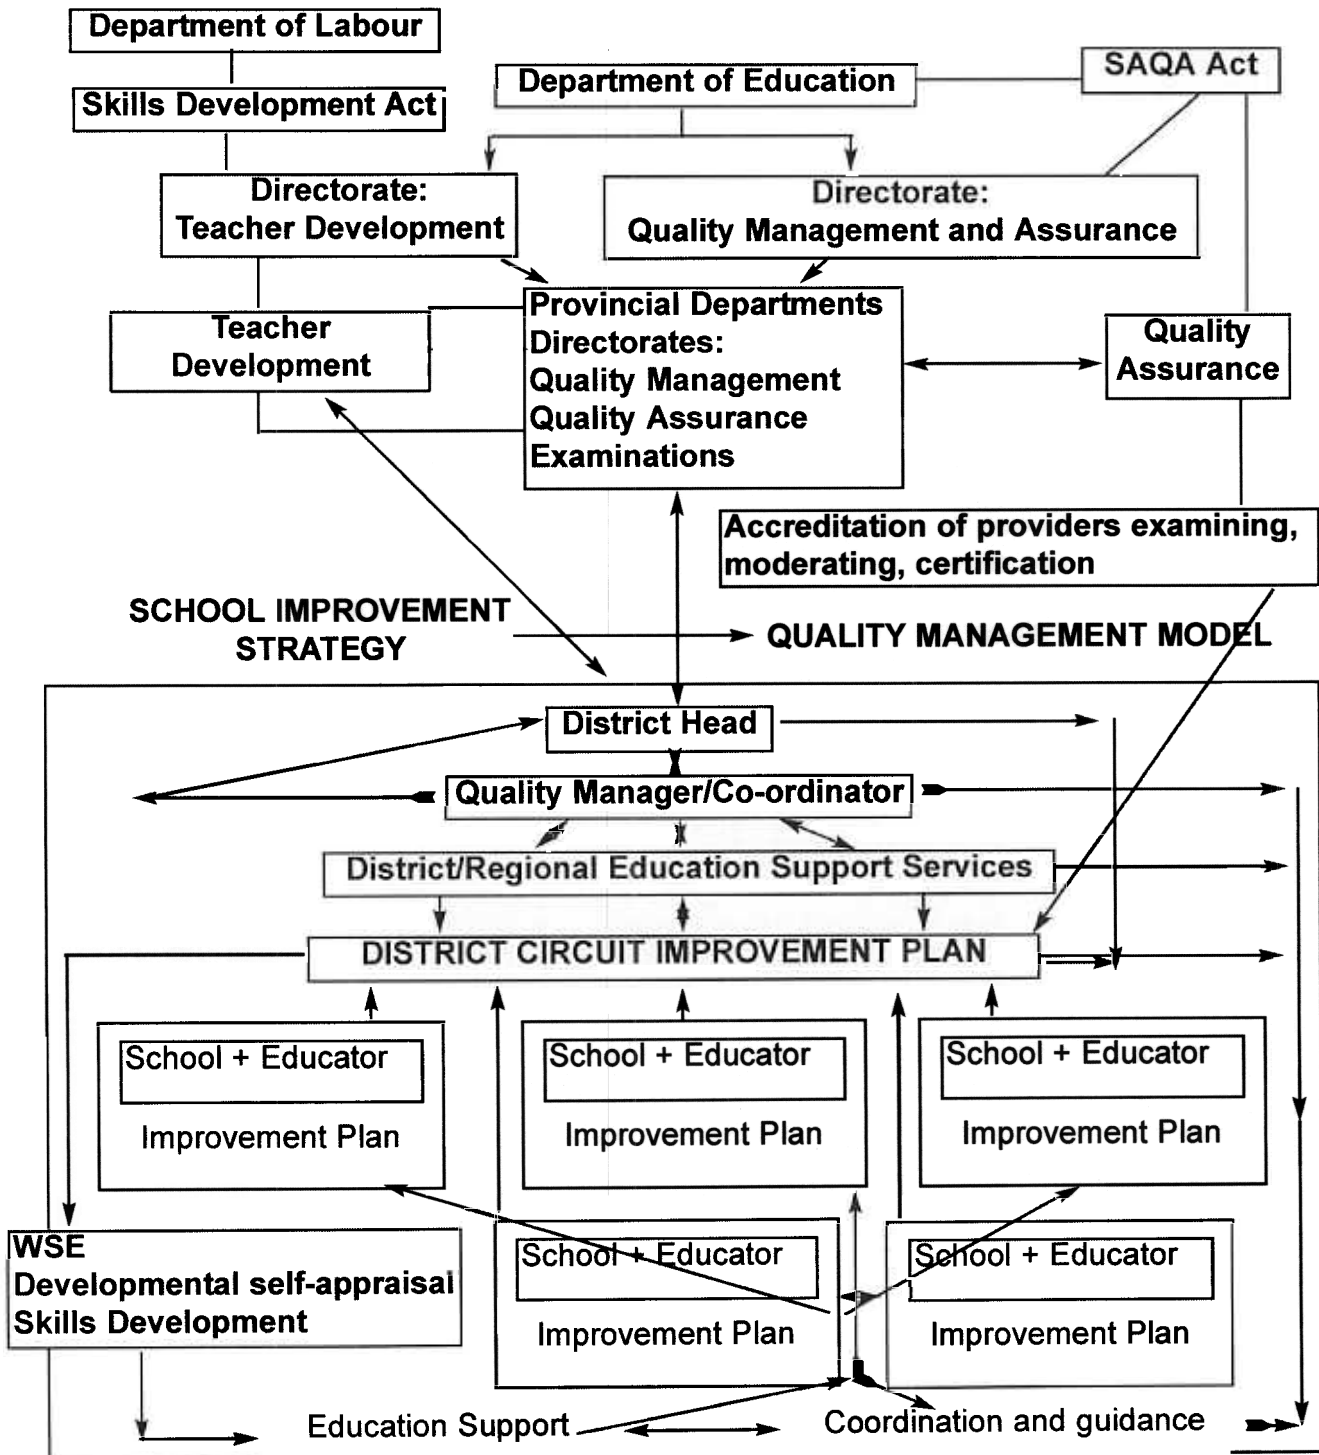 Department of Labour
SAQA Act
Department of Education
Skills Development Act
Directorate:
Teacher Development
Directorate:
Quality Management and Assurance
Provincial Departments
Directorates:
Quality Management
Quality Assurance
Examinations
Teacher
Development
Quality
Assurance
Accreditation of providers examining,
moderating, certification
SCHOOL IMPROVEMENT
STRATEGY
QUALITY MANAGEMENT MODEL
District Head
Quality Manager/Co-ordinator
District/Regional Education Support Services
DISTRICT CIRCUIT IMPROVEMENT PLAN
School + Educator
Improvement Plan
School + Educator
Improvement Plan
School + Educator
Improvement Plan
WSE
Developmental self-appraisal
Skills Development
School + Educator
Improvement Plan
School + Educator
Improvement Plan
Education Support
Coordination and guidance